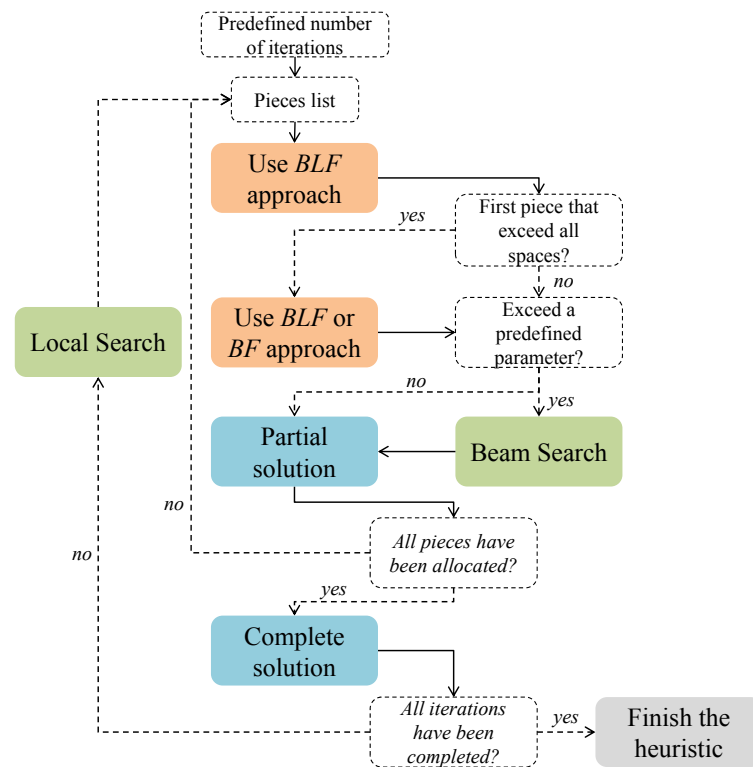 Predefined number
of iterations
Pieces list
Use BLF
approach
First piece that
exceed all
spaces?
yes
no
Use BLF or
BF approach
Exceed a
predefined
parameter?
Local Search
no
yes
Partial
solution
Beam Search
no
no
All pieces have
been allocated?
yes
Complete
solution
All iterations
have been
completed?
yes
Finish the
heuristic